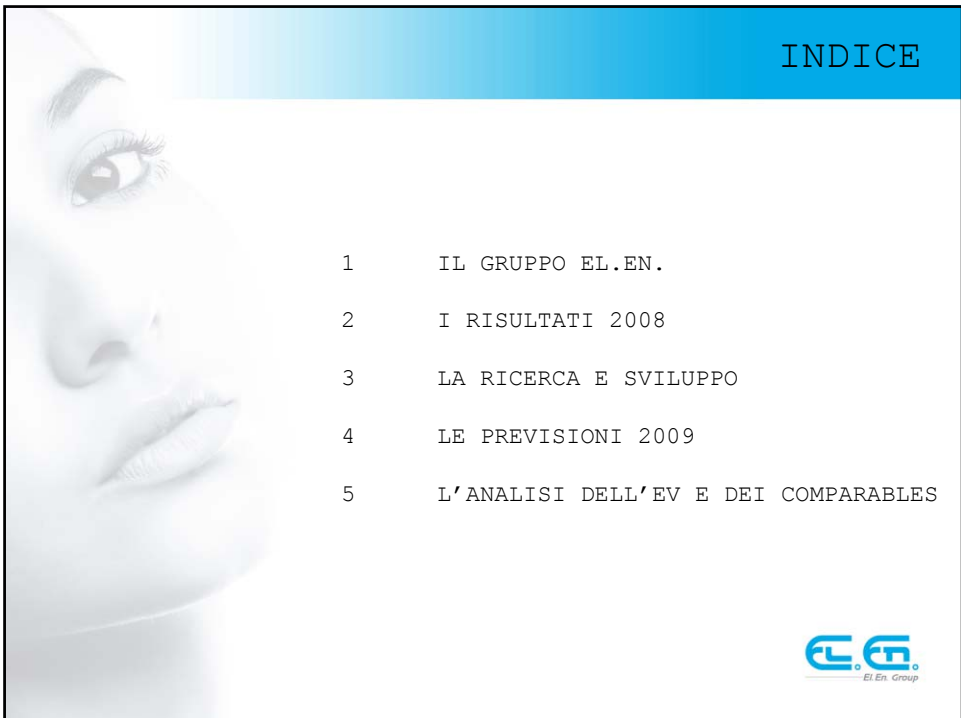 INDICE
1 IL GRUPPO EL.EN.
2 I RISULTATI 2008
3 LA RICERCA E SVILUPPO
4 LE PREVISIONI 2009
5 L’ANALISI DELL’EV E DEI COMPARABLES
EL.En.
El.En. Group